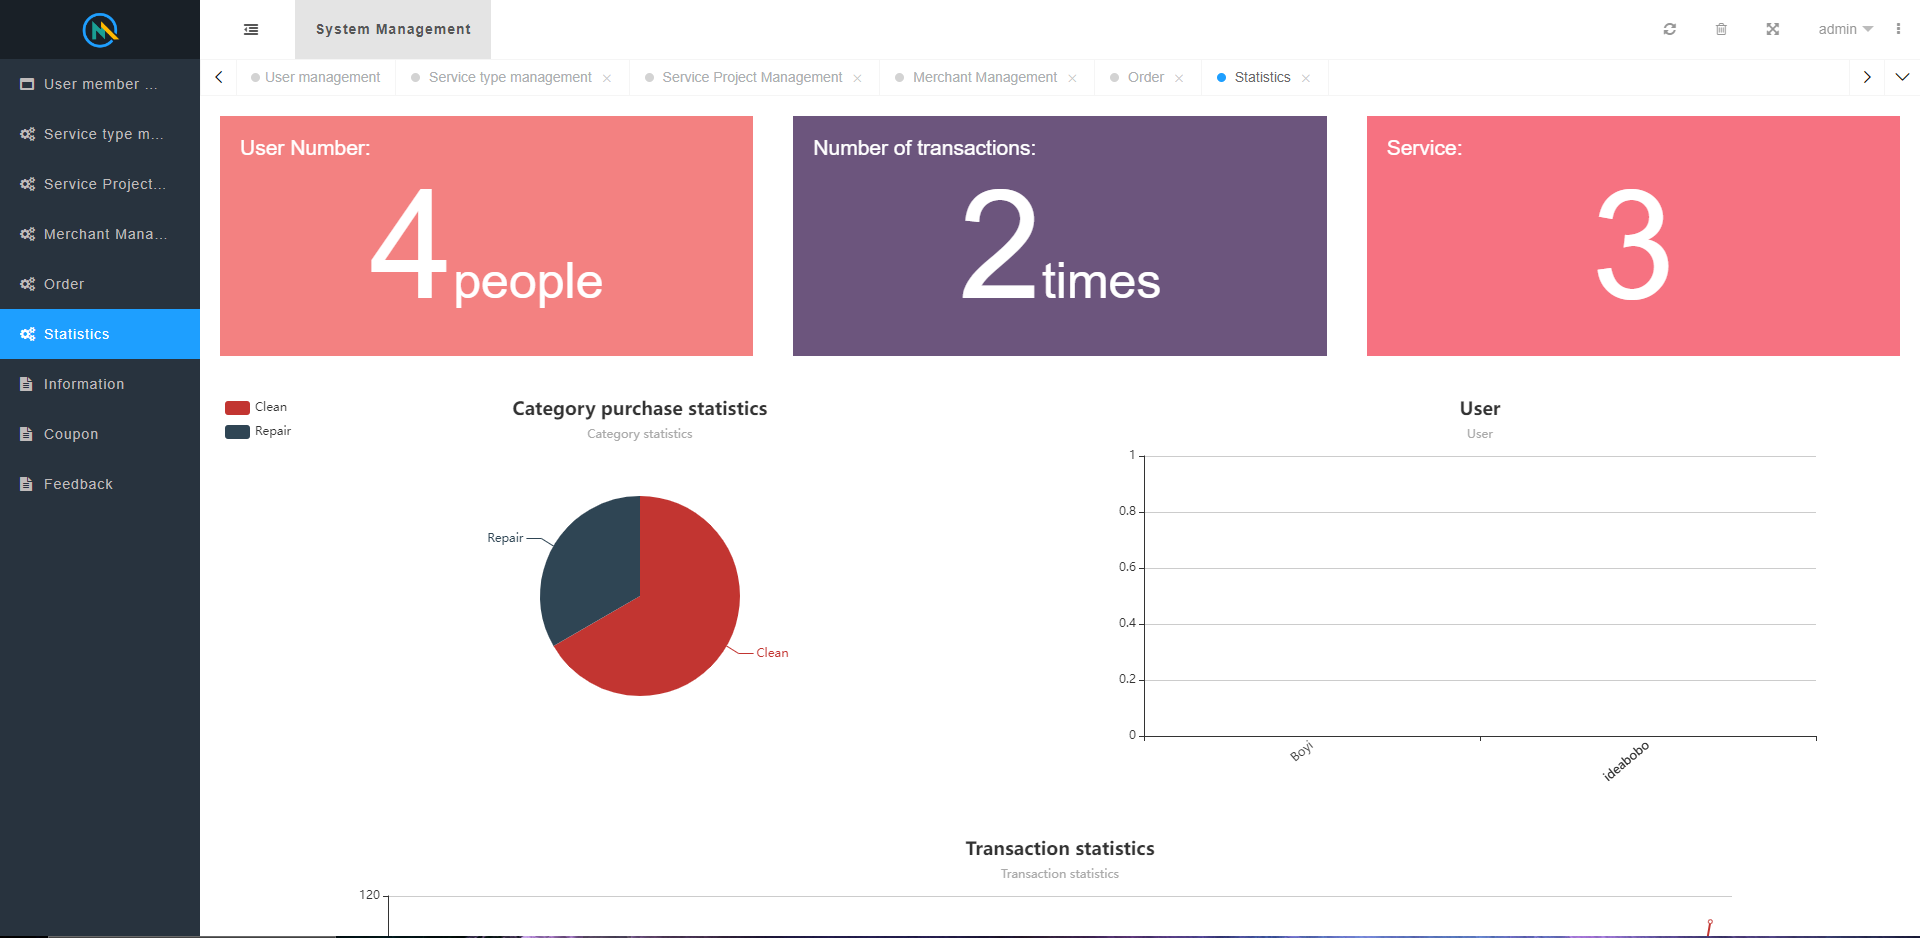 System Management
admin
User management
Service type management
Service Project Management
Merchant Management
Order
Statistics
User member ...
Service type m...
Service Project...
Merchant Mana...
Order
Statistics
Information
Coupon
Feedback
User Number:
4 people
Number of transactions:
2 times
Service:
3
Clean
Repair
Category purchase statistics
Category statistics
Repair
Clean
User
User
1
0.8
0.6
0.4
0.2
0
Boyi
ideabobo
Transaction statistics
Transaction statistics
120